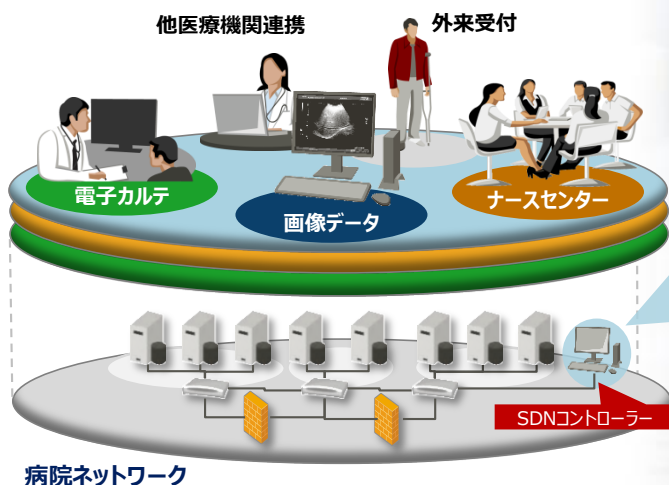 他医療機関連携
外来受付
電子カルテ
画像データ
ナースセンター
SDNコントローラー
病院ネットワーク